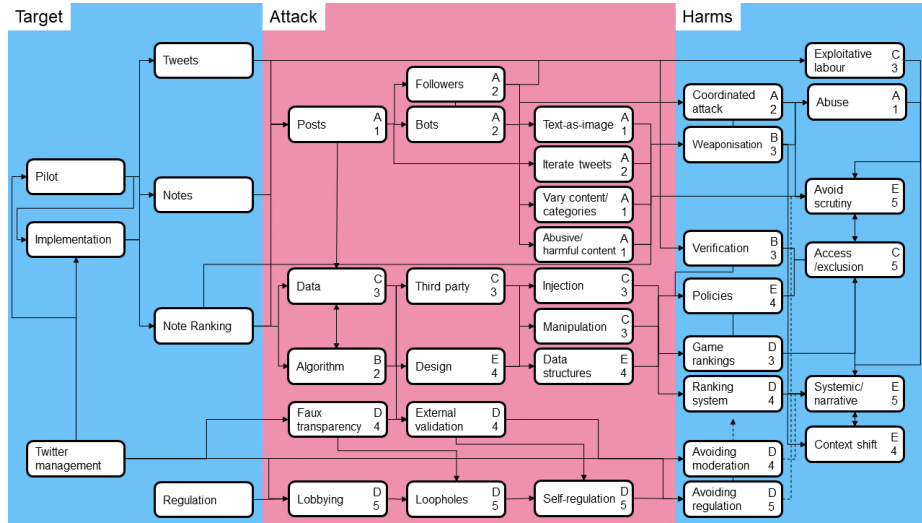 Target
Attack
Harms
Tweets
Pilot
Notes
Implementation
Note Ranking
Twitter
management
Regulation
Posts A
1
Followers A
2
Bots A
2
Text-as-image A
1
Iterate tweets A
2
Vary content/ A
categories 1
Abusive/ A
harmful content 1
Data C
3
Third party C
3
Injection C
3
Manipulation C
3
Algorithm B
2
Design E
4
Data E
structures 4
Faux D
transparency 4
External D
validation 4
Lobbying D
5
Loopholes D
5
Self-regulation D
5
Exploitative C
labour 3
Coordinated A
attack 2
Abuse A
1
Weaponisation B
3
Avoid E
scrutiny 5
Verification B
3
Access C
/exclusion 5
Policies E
4
Game D
rankings 3
Ranking D
system 4
Systemic/ E
narrative 5
Context shift E
4
Avoiding D
moderation 4
Avoiding D
regulation 5